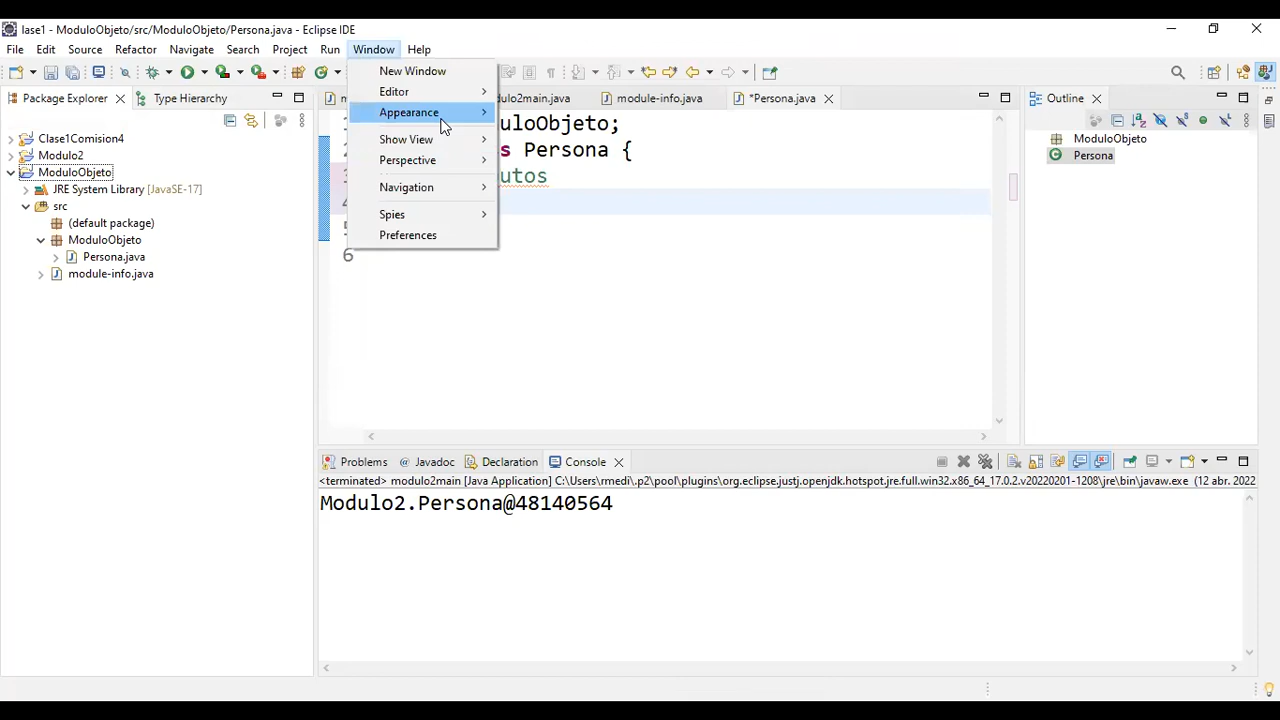 lase1 - ModuloObjeto/src/ModuloObjeto/Persona.java - Eclipse IDE
File Edit Source Refactor Navigate Search Project Run Window Help
New Window
Editor
Appearance
Show View
Perspective
Navigation
Spies
Preferences
Package Explorer Type Hierarchy
Clase1Comision4
Modulo2
ModuloObjeto
JRE System Library [JavaSE-17]
src
(default package)
ModuloObjeto
Persona.java
module-info.java
dulo2main.java module-info.java *Persona.java
uloObjeto;
s Persona {
utos
6
Outline
ModuloObjeto
Persona
Problems Javadoc Declaration Console
<terminated> modulo2main [Java Application] C:\Users\rmedi\.p2\pool\plugins\org.eclipse.justj.openjdk.hotspot.jre.full.win32.x86_64_17.0.2.v20220201-1208\jre\bin\javaw.exe (12 abr. 2022
Modulo2.Persona@48140564